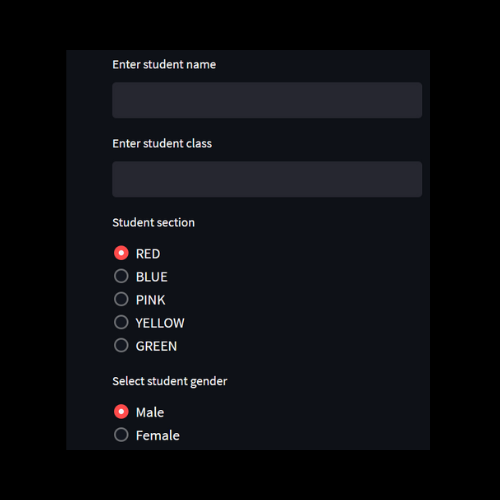 Enter student name
Enter student class
Student section
RED
BLUE
PINK
YELLOW
GREEN
Select student gender
Male
Female